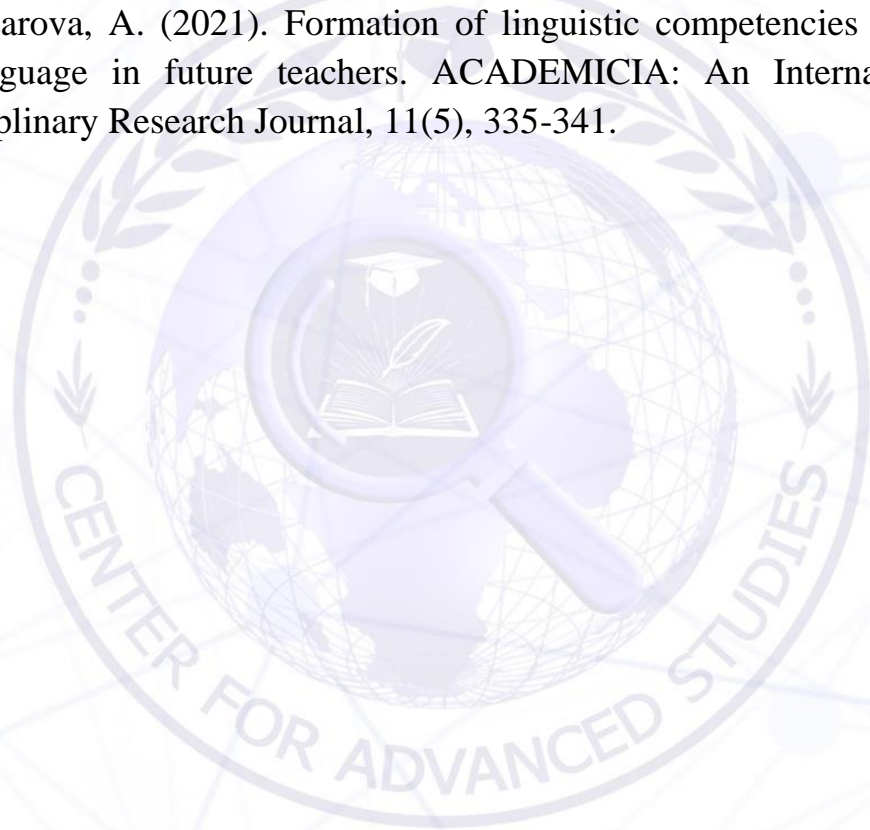 arova, A. (2021). Formation of linguistic competencies
guage in future teachers. ACADEMICIA: An Interna
plinary Research Journal, 11(5), 335-341.
CENTER FOR ADVANCED STUDIES